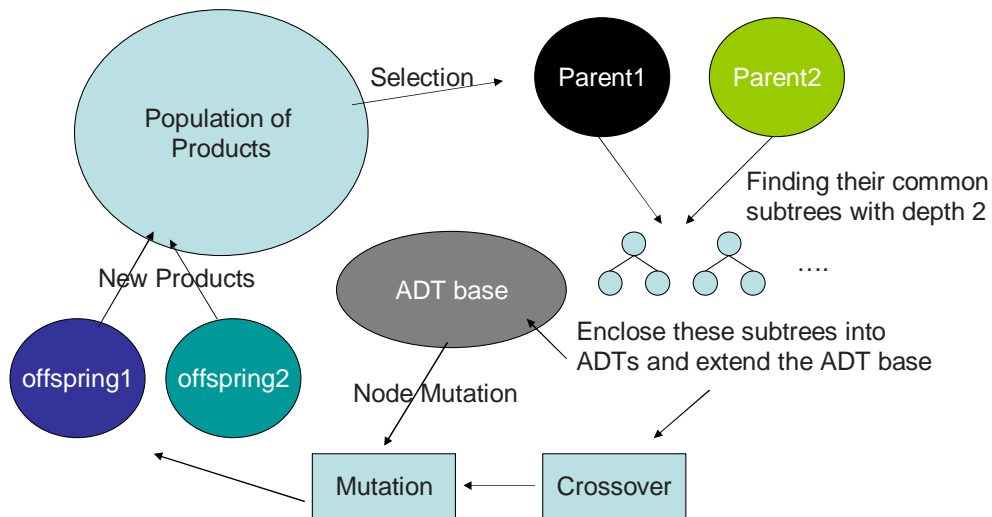 Selection
Parent1
Parent2
Population of
Products
Finding their common
subtrees with depth 2
New Products
ADT base
....
Enclose these subtrees into
ADTs and extend the ADT base
offspring1
offspring2
Node Mutation
Mutation
Crossover